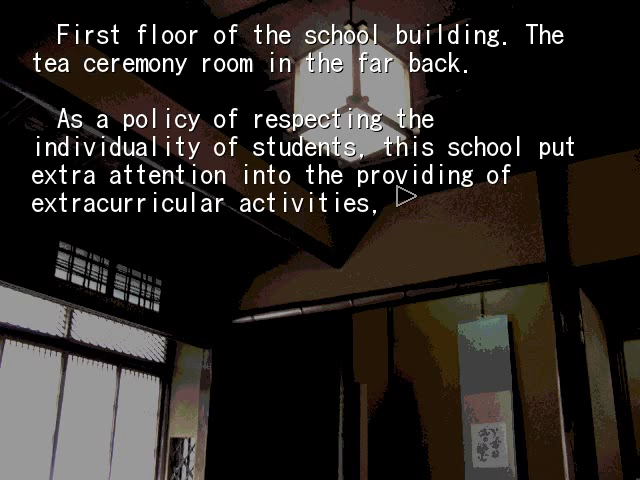 First floor of the school building. The
tea ceremony room in the far back.
As a policy of respecting the
individuality of students, this school put
extra attention into the providing of
extracurricular activities,